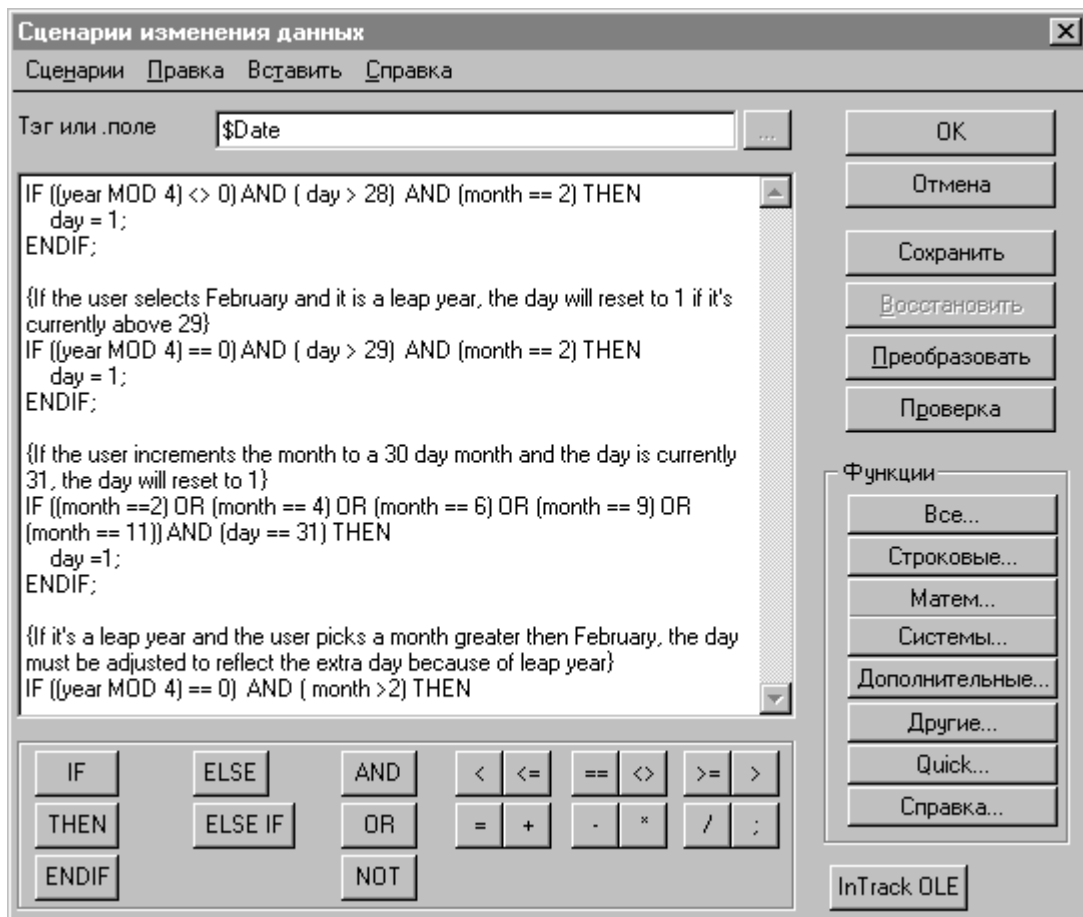 Сценарии изменения данных
Сценарии Правка Вставить Справка
Тэг или .поле $Date ...
IF ((year MOD 4) <> 0) AND ( day > 28) AND (month == 2) THEN
day = 1;
ENDIF;
{If the user selects February and it is a leap year, the day will reset to 1 if it's
currently above 29}
IF ((year MOD 4) == 0) AND ( day > 29) AND (month == 2) THEN
day = 1;
ENDIF;
{If the user increments the month to a 30 day month and the day is currently
31, the day will reset to 1}
IF ((month ==2) OR (month == 4) OR (month == 6) OR (month == 9) OR
(month == 11)) AND (day == 31) THEN
day =1;
ENDIF;
{If it's a leap year and the user picks a month greater then February, the day
must be adjusted to reflect the extra day because of leap year}
IF ((year MOD 4) == 0) AND ( month >2) THEN
OK
Отмена
Сохранить
Восстановить
Преобразовать
Проверка
Функции
Все...
Строковые...
Матем...
Системы...
Дополнительные...
Другие...
Quick...
Справка...
IF ELSE AND < <= == <> >= >
THEN ELSE IF OR = + - * / ;
ENDIF NOT
InTrack OLE